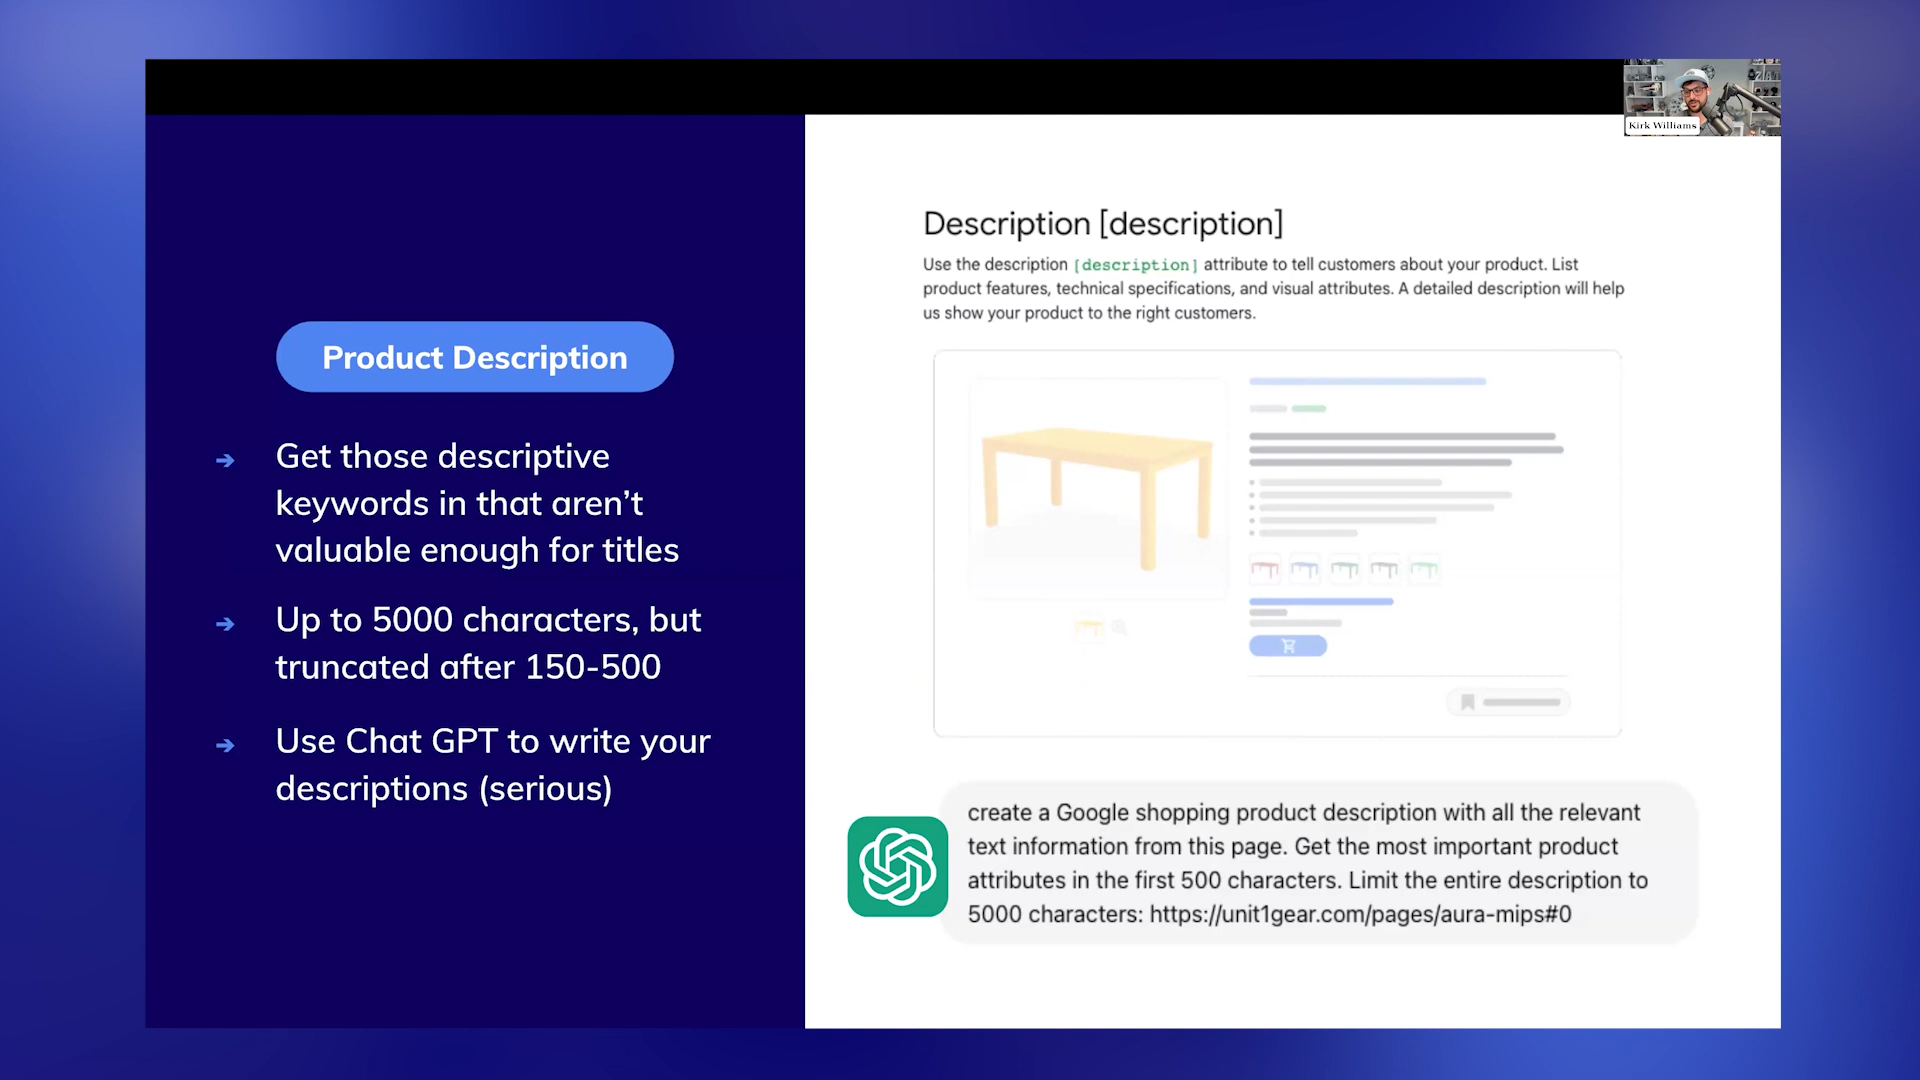 Kirk Williams
Product Description
Get those descriptive
keywords in that aren’t
valuable enough for titles
Up to 5000 characters, but
truncated after 150-500
Use Chat GPT to write your
descriptions (serious)
Description [description]
Use the description [description] attribute to tell customers about your product. List
product features, technical specifications, and visual attributes. A detailed description will help
us show your product to the right customers.
create a Google shopping product description with all the relevant
text information from this page. Get the most important product
attributes in the first 500 characters. Limit the entire description to
5000 characters: https://unit1gear.com/pages/aura-mips#0